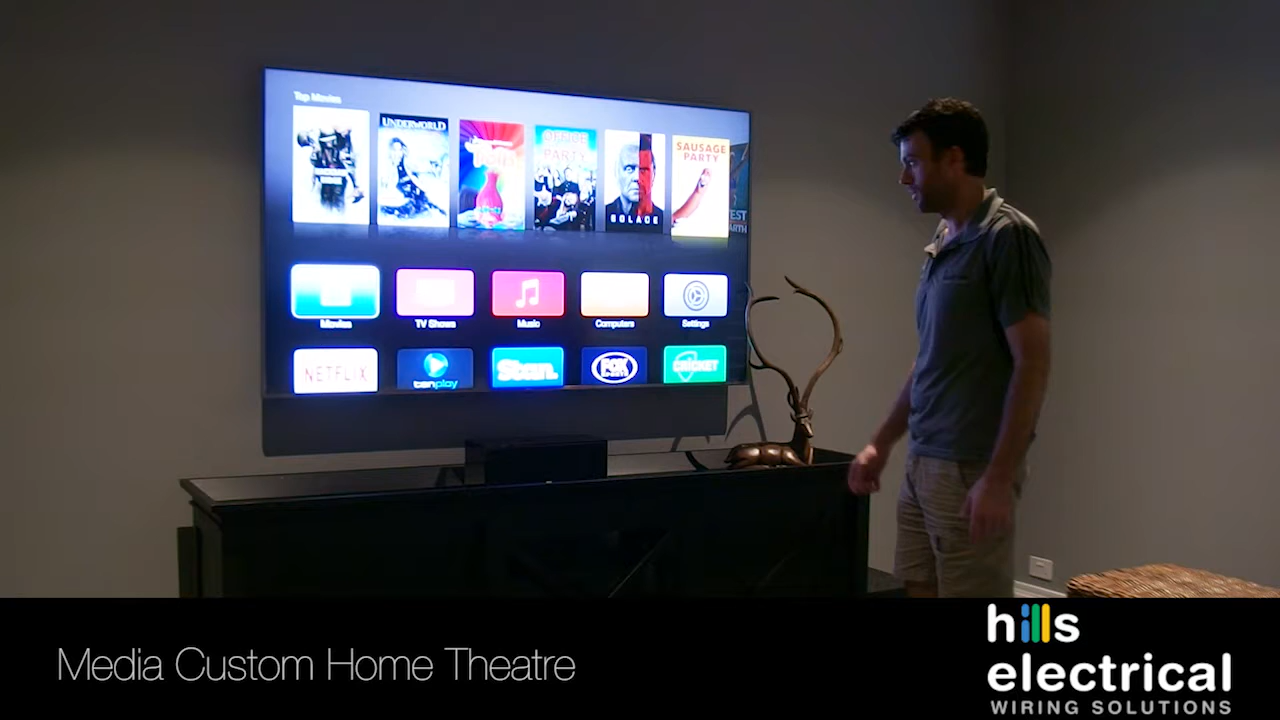 Top Movies
UNDERWORLD
OFFICE
PARTY
SAUSAGE
PARTY
Movies
TV Shows
Music
Computers
Settings
NETFLIX
tenplay
Stan.
FOX
CRICKET
Media Custom Home Theatre
hills
electrical
WIRING SOLUTIONS